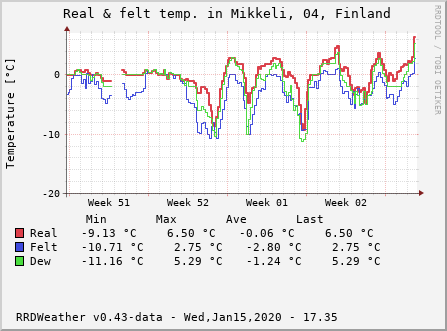 Real & felt temp. in Mikkeli, 04, Finland
RRDTOOL / TOBI OETIKER
Temperature [°C]
0
-10
-20
Week 51 Week 52 Week 01 Week 02
Min Max Ave Last
Real -9.13 °C 6.50 °C -0.06 °C 6.50 °C
Felt -10.71 °C 2.75 °C -2.80 °C 2.75 °C
Dew -11.16 °C 5.29 °C -1.24 °C 5.29 °C
RRDWeather v0.43-data - Wed,Jan15,2020 - 17.35